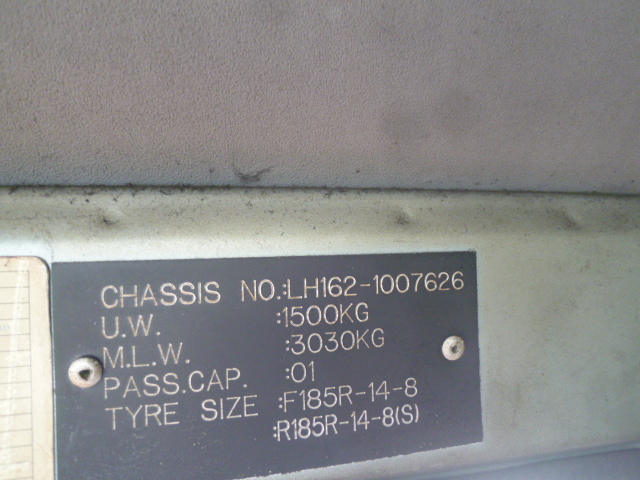 CHASSIS NO.:LH162-1007626
U.W. :1500KG
M.L.W. :3030KG
PASS.CAP. :01
TYRE SIZE :F185R-14-8
:R185R-14-8(S)